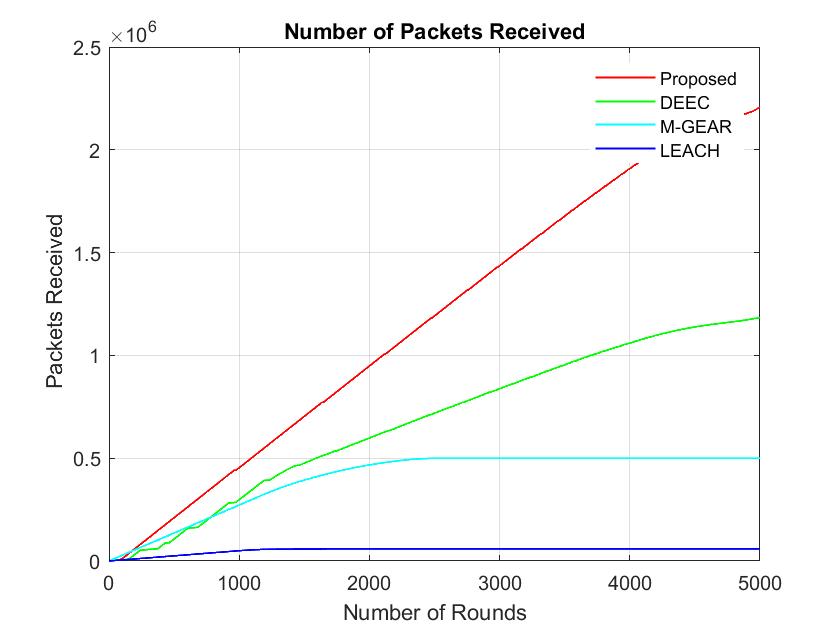 Number of Packets Received
×10^6
2.5
2
1.5
1
0.5
0
Packets Received
Proposed
DEEC
M-GEAR
LEACH
0 1000 2000 3000 4000 5000
Number of Rounds